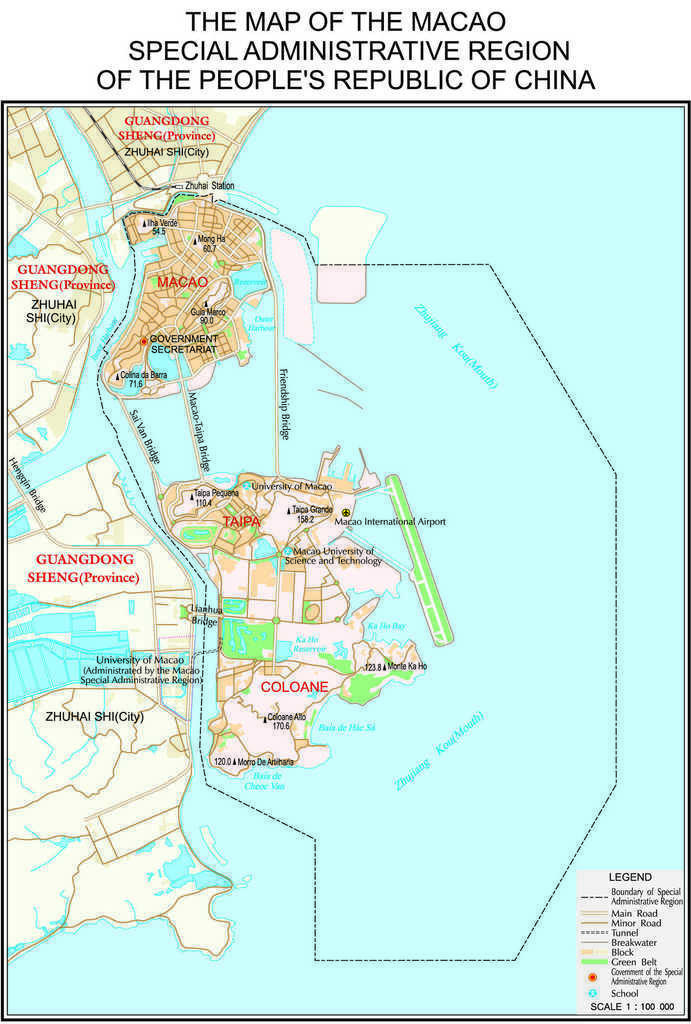 THE MAP OF THE MACAO
SPECIAL ADMINISTRATIVE REGION
OF THE PEOPLE'S REPUBLIC OF CHINA
GUANGDONG
SHENG(Province)
ZHUHAI SHI(City)
Zhuhai Station
Ilha Verde
54.5
Mong Ha
60.7
GUANGDONG
SHENG(Province)
ZHUHAI
SHI(City)
MACAO
Reservoir
Guia Marco
90.0
Outer
Harbour
Zhujiang Kou(Mouth)
GOVERNMENT
SECRETARIAT
Colina da Barra
71.6
Sai Van Bridge
Macao-Taipa Bridge
Friendship Bridge
Hengqin Bridge
University of Macao
Taipa Pequena
110.4
Taipa Grande
158.2
TAIPA
Macao International Airport
Macao University of
Science and Technology
GUANGDONG
SHENG(Province)
Lianhua
Bridge
Ka Ho Bay
Ka Ho
Reservoir
University of Macao
(Administrated by the Macao
Special Administrative Region)
123.8 Monte Ka Ho
COLOANE
ZHUHAI SHI(City)
Coloane Alto
170.6
Baía de Hác Sá
Zhujiang Kou(Mouth)
120.0 Morro De Artilharia
Baía de
Cheoc Van
LEGEND
Boundary of Special
Administrative Region
Main Road
Minor Road
Tunnel
Breakwater
Block
Green Belt
Government of the Special
Administrative Region
School
SCALE 1 : 100 000